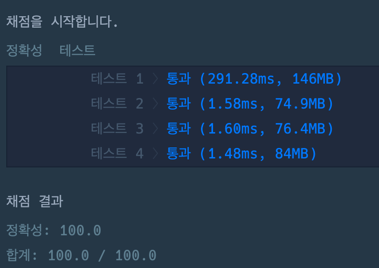 채점을 시작합니다.
정확성 테스트
테스트 1 > 통과 (291.28ms, 146MB)
테스트 2 > 통과 (1.58ms, 74.9MB)
테스트 3 > 통과 (1.60ms, 76.4MB)
테스트 4 > 통과 (1.48ms, 84MB)
채점 결과
정확성: 100.0
합계: 100.0 / 100.0